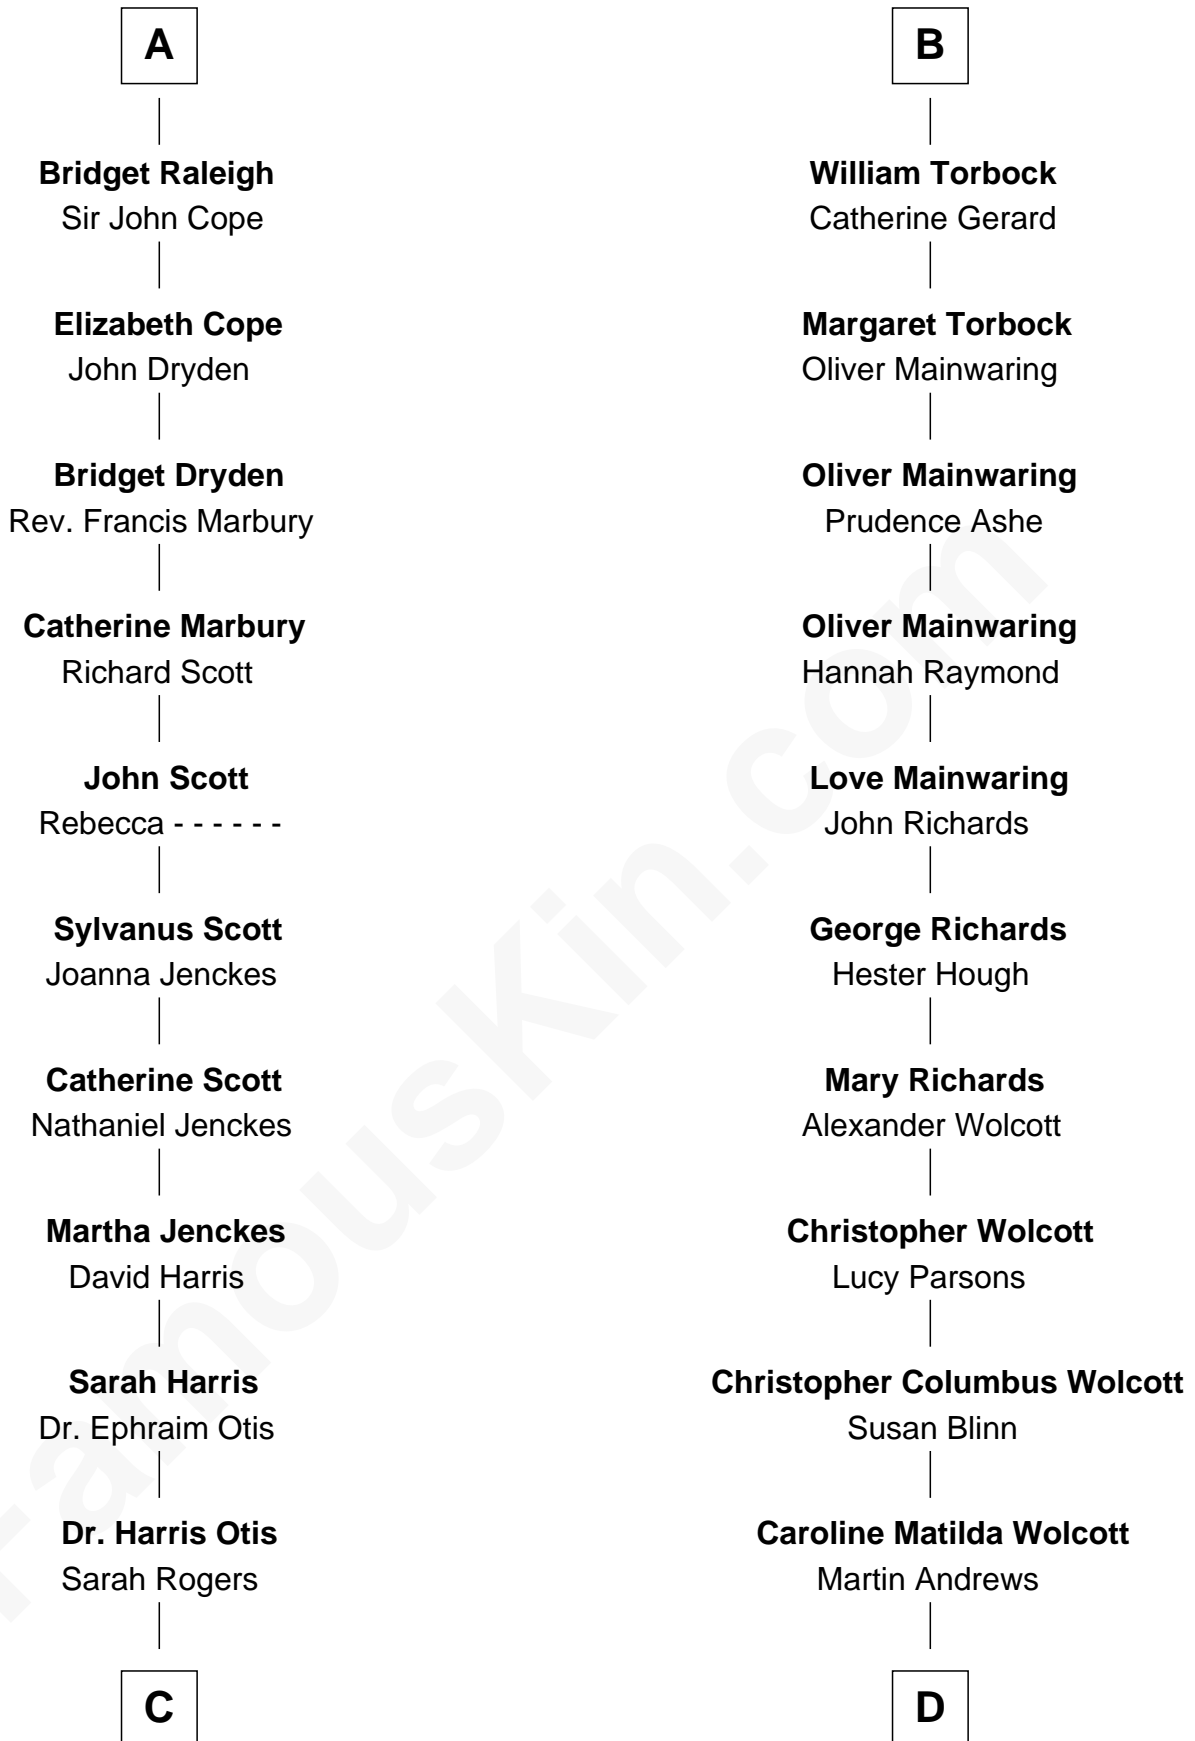 A
Bridget Raleigh
Sir John Cope
Elizabeth Cope
John Dryden
Bridget Dryden
Rev. Francis Marbury
Catherine Marbury
Richard Scott
John Scott
Rebecca - - - - - -
Sylvanus Scott
Joanna Jenckes
Catherine Scott
Nathaniel Jenckes
Martha Jenckes
David Harris
Sarah Harris
Dr. Ephraim Otis
Dr. Harris Otis
Sarah Rogers
C
B
William Torbock
Catherine Gerard
Margaret Torbock
Oliver Mainwaring
Oliver Mainwaring
Prudence Ashe
Oliver Mainwaring
Hannah Raymond
Love Mainwaring
John Richards
George Richards
Hester Hough
Mary Richards
Alexander Wolcott
Christopher Wolcott
Lucy Parsons
Christopher Columbus Wolcott
Susan Blinn
Caroline Matilda Wolcott
Martin Andrews
D
FamousKin.com